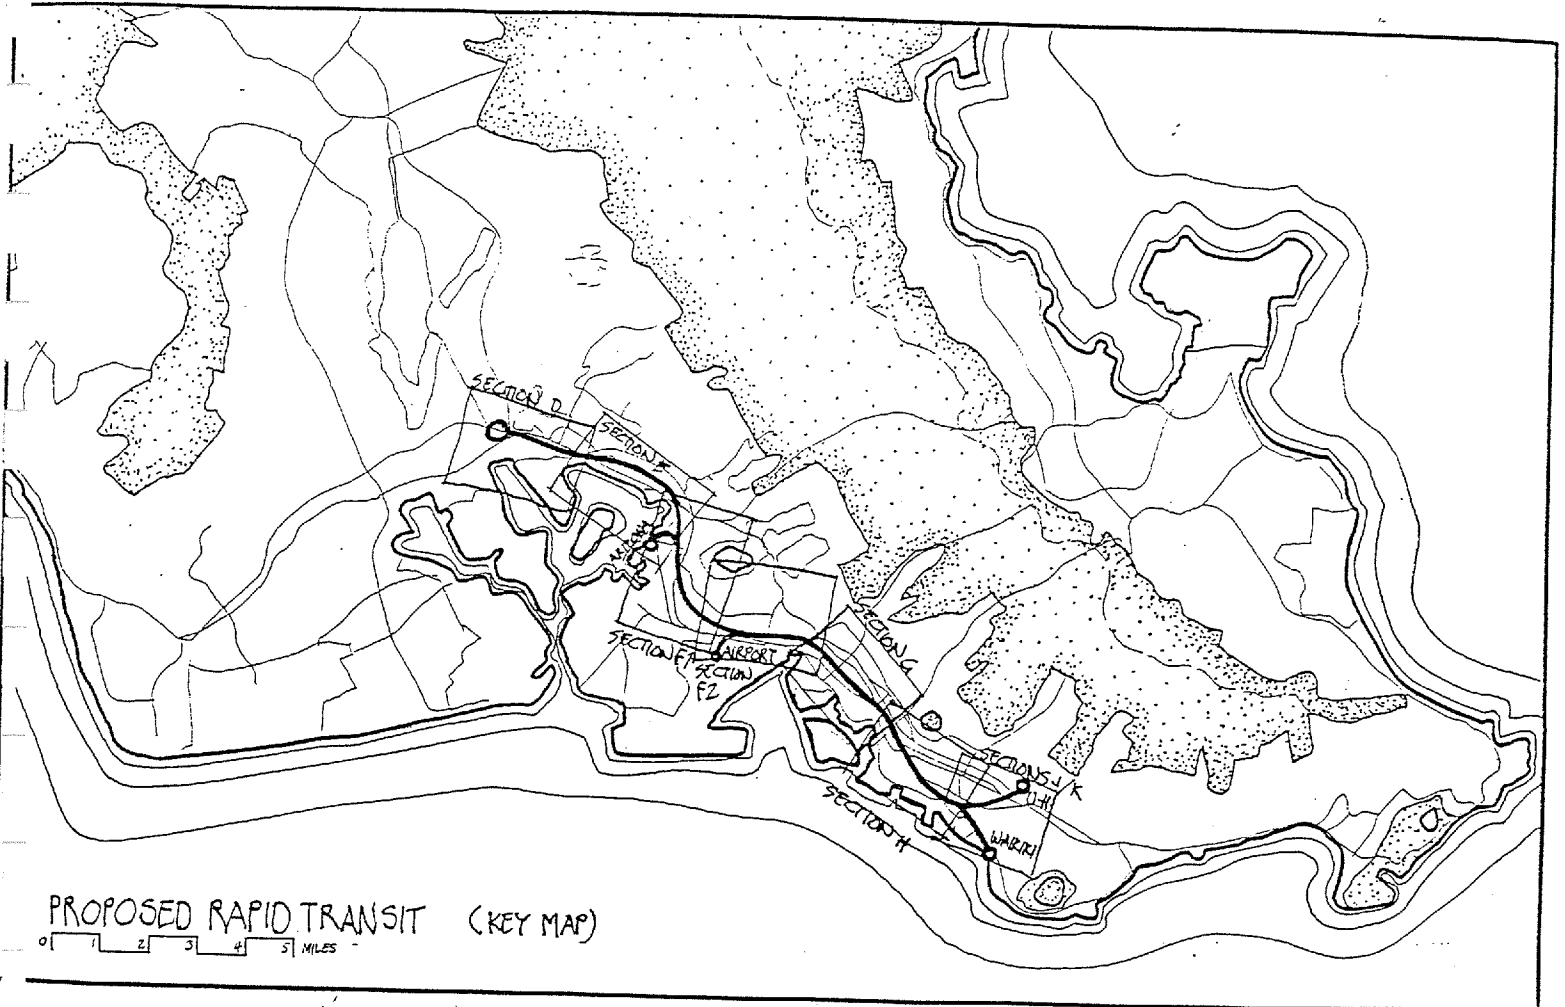 SECTION D
SECTION E
SECTION F1
AIRPORT
SECTION
F2
SECTION G
SECTIONS J K
U.H.
SECTION H
WAIKIKI
PROPOSED RAPID TRANSIT (KEY MAP)
0 1 2 3 4 5 MILES